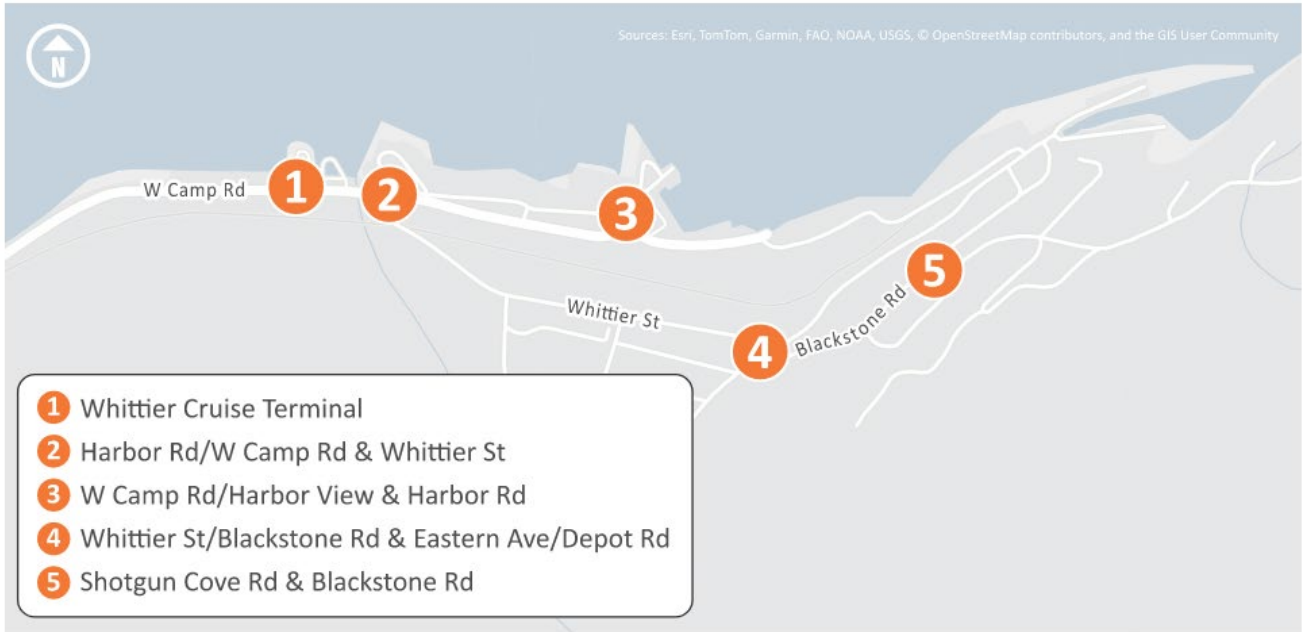 Sources: Esri, TomTom, Garmin, FAO, NOAA, USGS, © OpenStreetMap contributors, and the GIS User Community
N
W Camp Rd
1
2
3
5
Whittier St
4
Blackstone Rd
1 Whittier Cruise Terminal
2 Harbor Rd/W Camp Rd & Whittier St
3 W Camp Rd/Harbor View & Harbor Rd
4 Whittier St/Blackstone Rd & Eastern Ave/Depot Rd
5 Shotgun Cove Rd & Blackstone Rd